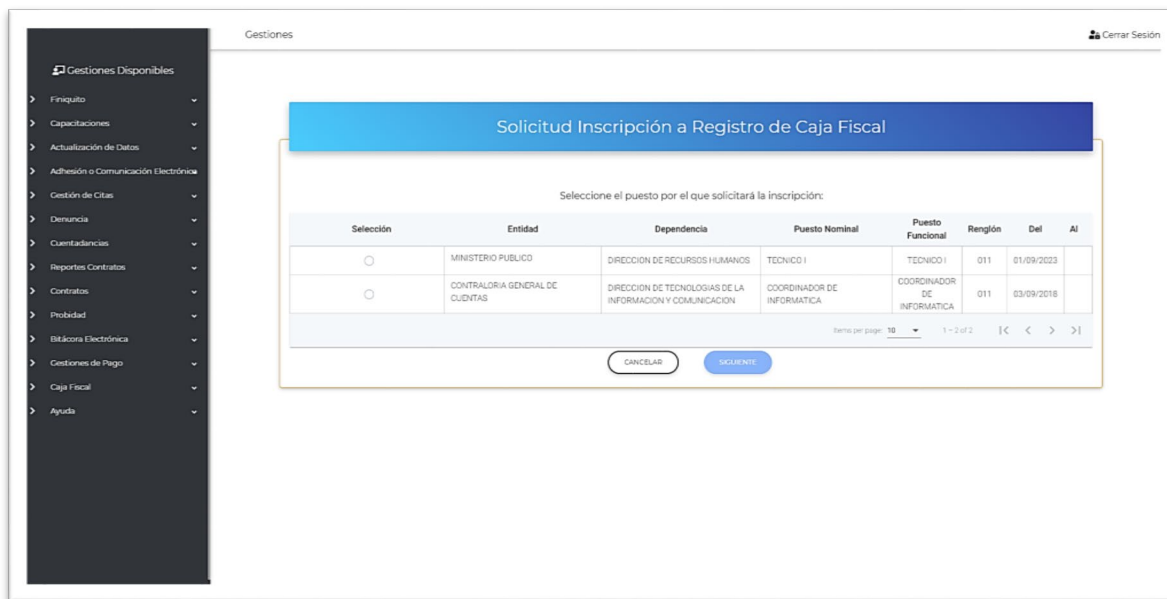 Gestiones
Cerrar Sesión
Gestiones Disponibles
Finiquito
Capacitaciones
Actualización de Datos
Adhesión o Comunicación Electrónica
Gestión de Citas
Denuncia
Cuentadancias
Reportes Contratos
Contratos
Probidad
Bitácora Electrónica
Gestiones de Pago
Caja Fiscal
Ayuda
Solicitud Inscripción a Registro de Caja Fiscal
Seleccione el puesto por el que solicitará la inscripción:
Selección Entidad Dependencia Puesto Nominal Puesto Funcional Renglón Del Al
MINISTERIO PUBLICO DIRECCION DE RECURSOS HUMANOS TECNICO I TECNICO I 011 01/09/2023
CONTRALORIA GENERAL DE CUENTAS DIRECCION DE TECNOLOGIAS DE LA INFORMACION Y COMUNICACION COORDINADOR DE INFORMATICA COORDINADOR DE INFORMATICA 011 03/09/2018
Items per page: 10 1 – 2 of 2
CANCELAR SIGUIENTE